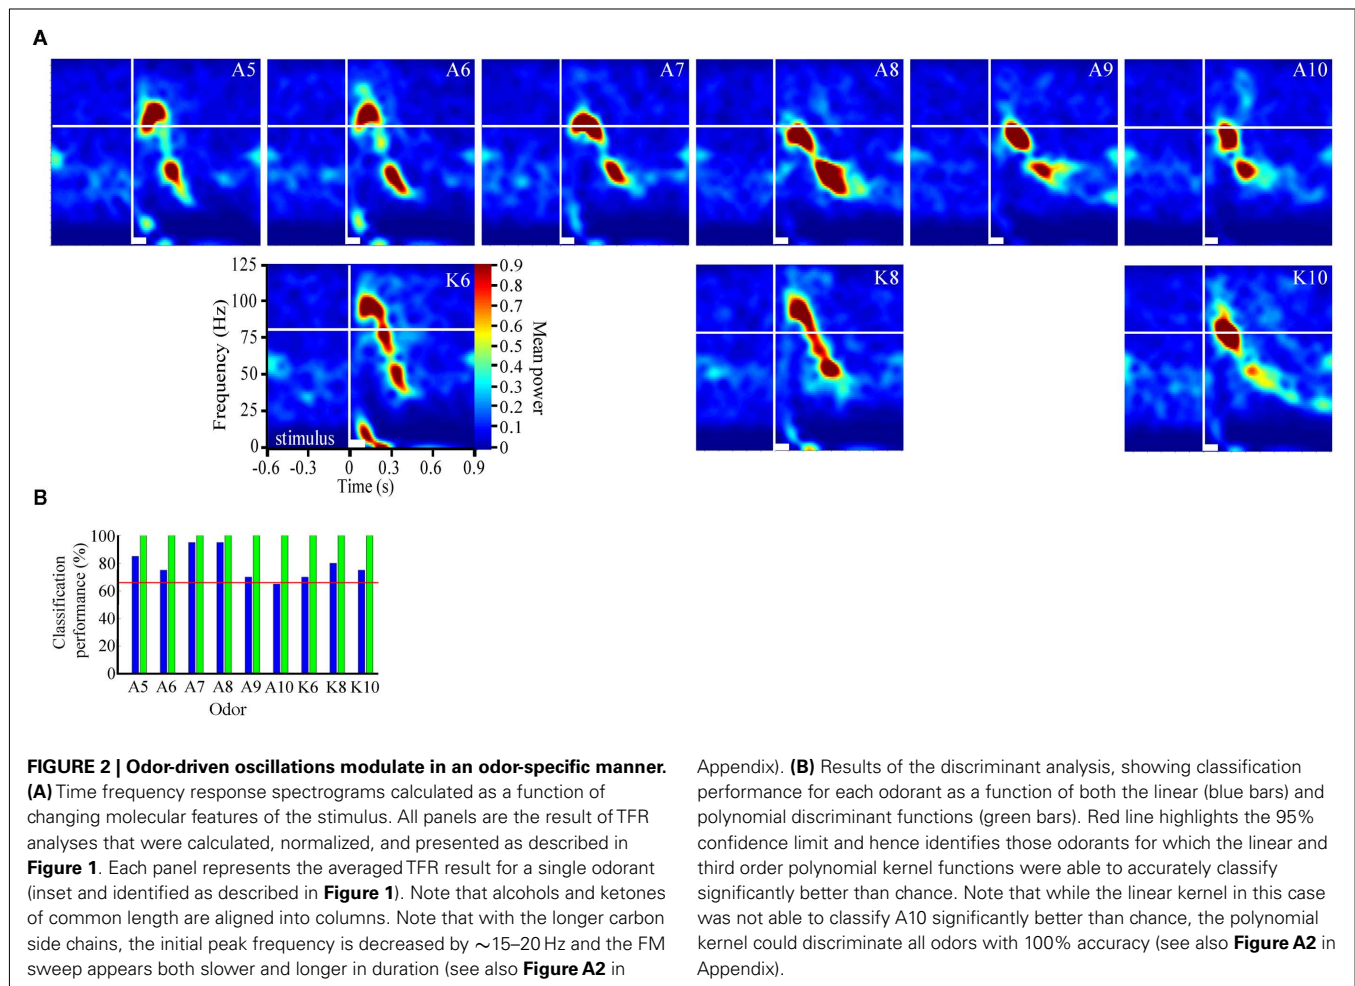 A
A5
A6
A7
A8
A9
A10
K6
K8
K10
125
100
75
50
25
0
Frequency (Hz)
stimulus
-0.6 -0.3 0 0.3 0.6 0.9
Time (s)
0.9
0.8
0.7
0.6
0.5
0.4
0.3
0.2
0.1
0
Mean power
B
100
80
60
40
20
0
Classification
performance (%)
A5 A6 A7 A8 A9 A10 K6 K8 K10
Odor
FIGURE 2 | Odor-driven oscillations modulate in an odor-specific manner.
(A) Time frequency response spectrograms calculated as a function of
changing molecular features of the stimulus. All panels are the result of TFR
analyses that were calculated, normalized, and presented as described in
Figure 1. Each panel represents the averaged TFR result for a single odorant
(inset and identified as described in Figure 1). Note that alcohols and ketones
of common length are aligned into columns. Note that with the longer carbon
side chains, the initial peak frequency is decreased by ~15–20 Hz and the FM
sweep appears both slower and longer in duration (see also Figure A2 in
Appendix). (B) Results of the discriminant analysis, showing classification
performance for each odorant as a function of both the linear (blue bars) and
polynomial discriminant functions (green bars). Red line highlights the 95%
confidence limit and hence identifies those odorants for which the linear and
third order polynomial kernel functions were able to accurately classify
significantly better than chance. Note that while the linear kernel in this case
was not able to classify A10 significantly better than chance, the polynomial
kernel could discriminate all odors with 100% accuracy (see also Figure A2 in
Appendix).